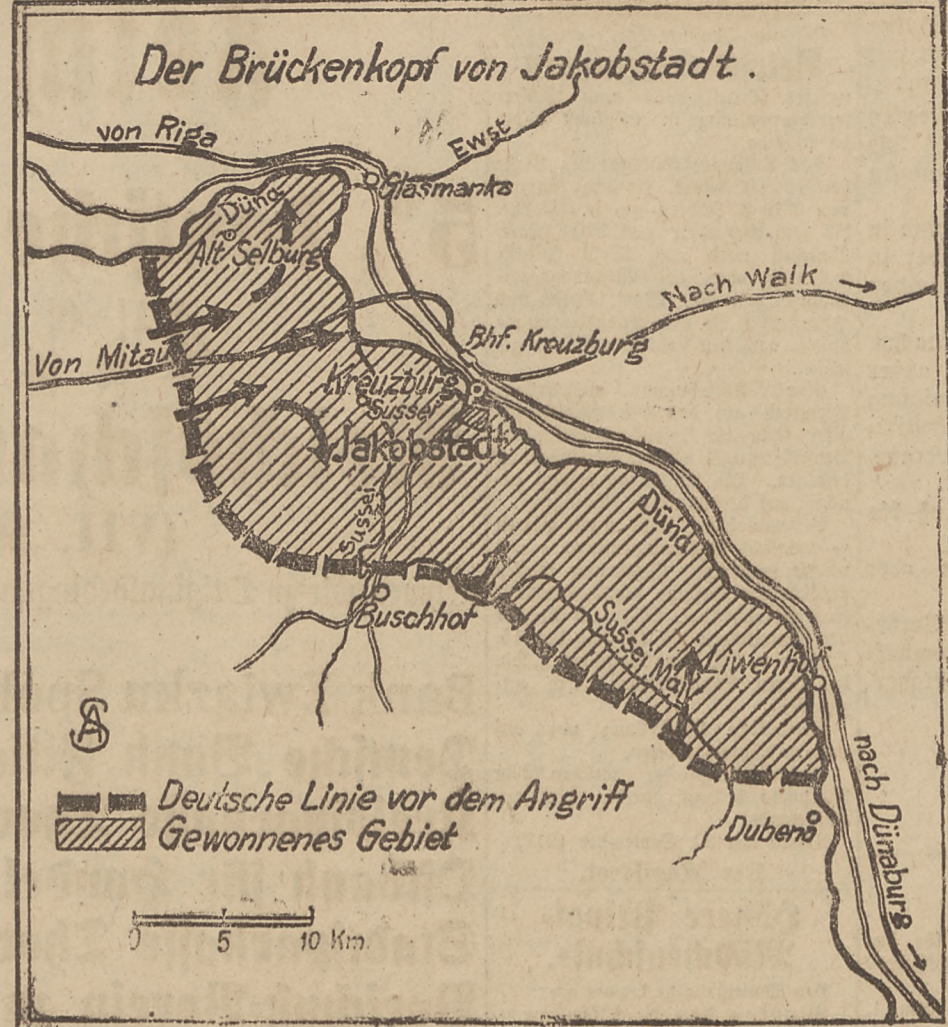 Der Brückenkopf von Jakobstadt.
von Riga
Ewst
Glasmanka
Düna
Alt Selburg
Nach Walk
Bhf. Kreuzburg
Von Mitau
Kreuzburg
Sussei
Jakobstadt
Düna
Sussei
Buschhof
Sussei
Mal
Liwenhof
nach Dünaburg
Dubena
AS
Deutsche Linie vor dem Angriff
Gewonnenes Gebiet
0 5 10 Km.